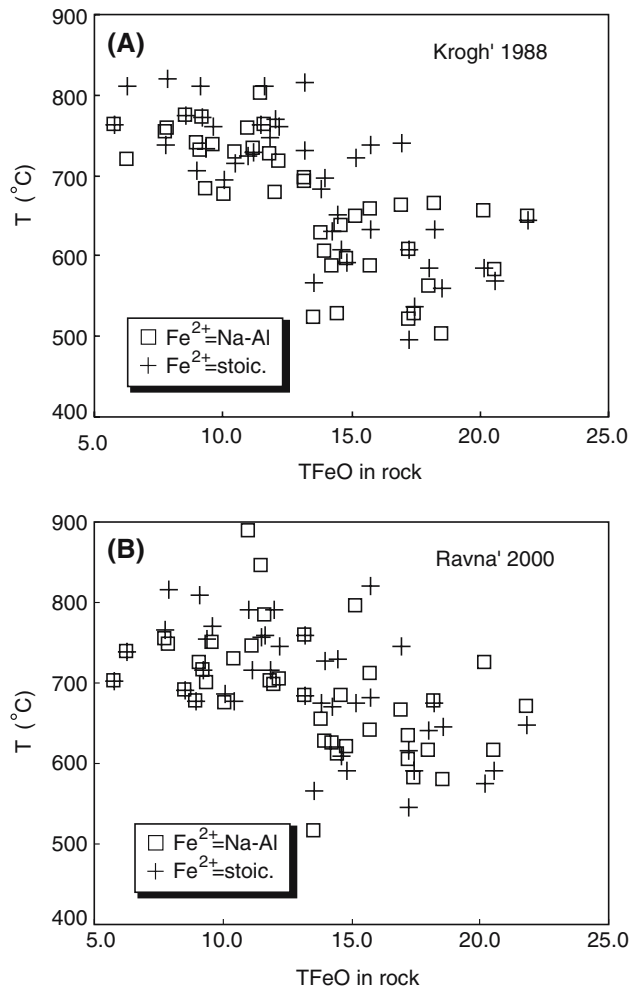 (A)
Krogh' 1988
T (°C)
900
800
700
600
500
400
Fe2+=Na-Al
Fe2+=stoic.
5.0 10.0 15.0 20.0 25.0
TFeO in rock
(B)
Ravna' 2000
T (°C)
900
800
700
600
500
400
Fe2+=Na-Al
Fe2+=stoic.
5.0 10.0 15.0 20.0 25.0
TFeO in rock